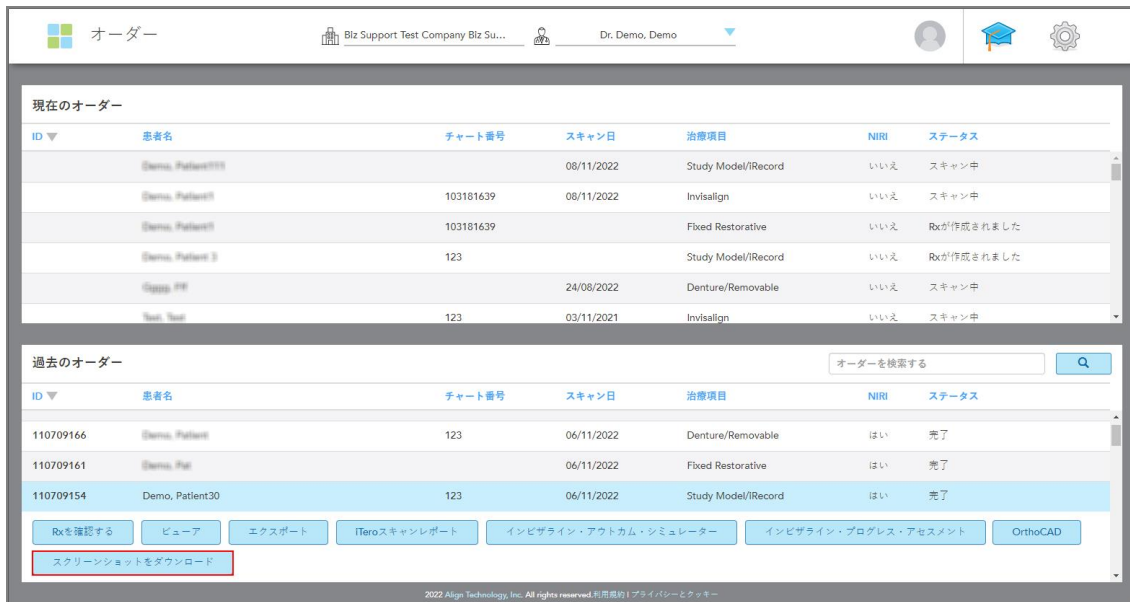 オーダー Biz Support Test Company Biz Su... Dr. Demo, Demo
現在のオーダー
ID 患者名 チャート番号 スキャン日 治療項目 NIRI ステータス
08/11/2022 Study Model/iRecord いいえ スキャン中
103181639 08/11/2022 Invisalign いいえ スキャン中
103181639 Fixed Restorative いいえ Rxが作成されました
123 Study Model/iRecord いいえ Rxが作成されました
24/08/2022 Denture/Removable いいえ スキャン中
123 03/11/2021 Invisalign いいえ スキャン中
過去のオーダー オーダーを検索する
ID 患者名 チャート番号 スキャン日 治療項目 NIRI ステータス
110709166 123 06/11/2022 Denture/Removable はい 完了
110709161 06/11/2022 Fixed Restorative はい 完了
110709154 Demo, Patient30 123 06/11/2022 Study Model/iRecord はい 完了
Rxを確認する ビューア エクスポート iTeroスキャンレポート インビザライン・アウトカム・シミュレーター インビザライン・プログレス・アセスメント OrthoCAD
スクリーンショットをダウンロード
2022 Align Technology, Inc. All rights reserved.利用規約 | プライバシーとクッキー